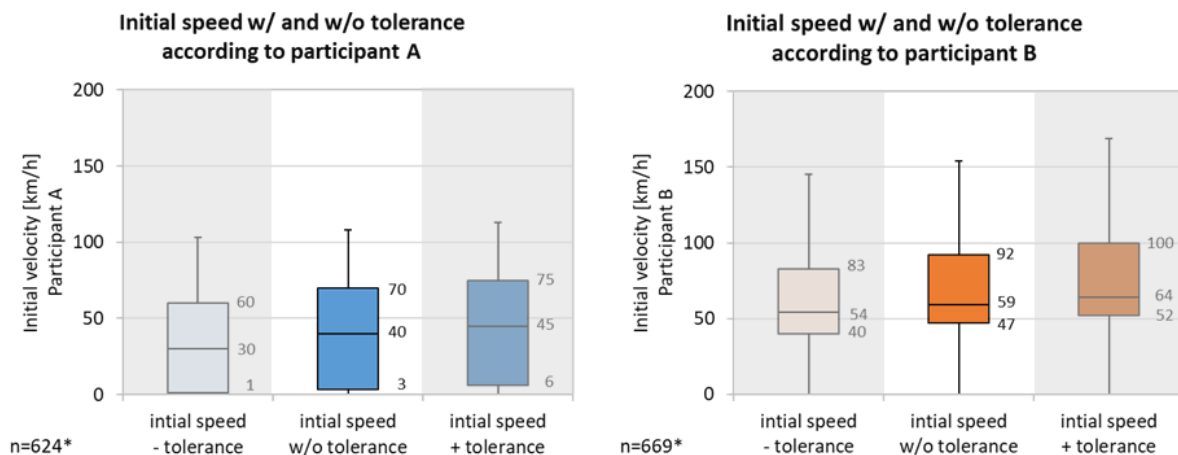 Initial speed w/ and w/o tolerance
according to participant A
Initial velocity [km/h]
Participant A
200
150
100
50
0
60
30
1
70
40
3
75
45
6
intial speed
- tolerance
intial speed
w/o tolerance
intial speed
+ tolerance
n=624*
Initial speed w/ and w/o tolerance
according to participant B
Initial velocity [km/h]
Participant B
200
150
100
50
0
83
54
40
92
59
47
100
64
52
intial speed
- tolerance
intial speed
w/o tolerance
intial speed
+ tolerance
n=669*